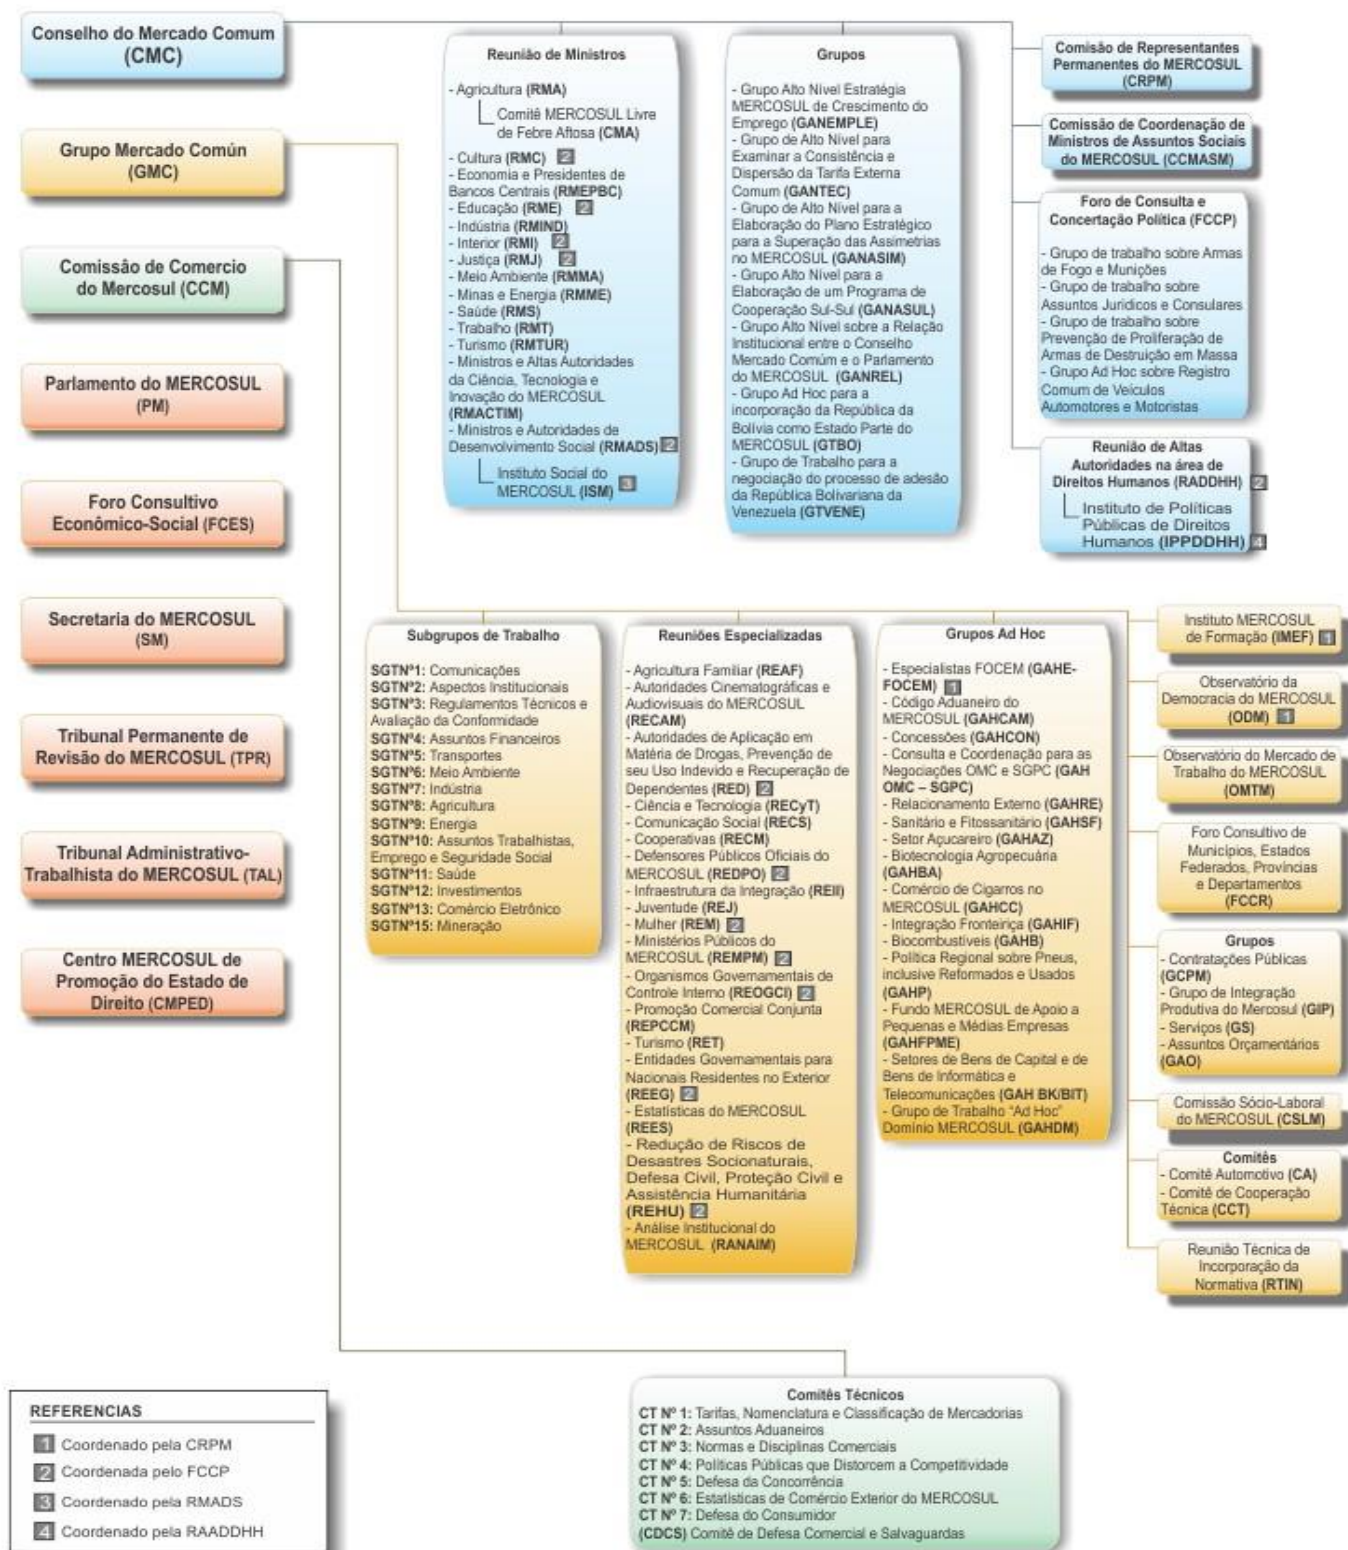 Conselho do Mercado Comum
(CMC)
Grupo Mercado Común
(GMC)
Comissão de Comercio
do Mercosul (CCM)
Parlamento do MERCOSUL
(PM)
Foro Consultivo
Econômico-Social (FCES)
Secretaria do MERCOSUL
(SM)
Tribunal Permanente de
Revisão do MERCOSUL (TPR)
Tribunal Administrativo-
Trabalhista do MERCOSUL (TAL)
Centro MERCOSUL de
Promoção do Estado de
Direito (CMPED)
Reunião de Ministros
- Agricultura (RMA)
Comitê MERCOSUL Livre
de Febre Aftosa (CMA)
- Cultura (RMC) 2
- Economia e Presidentes de
Bancos Centrais (RMEPBC)
- Educação (RME) 2
- Indústria (RMIND)
- Interior (RMI) 2
- Justiça (RMJ) 2
- Meio Ambiente (RMMA)
- Minas e Energia (RMME)
- Saúde (RMS)
- Trabalho (RMT)
- Turismo (RMTUR)
- Ministros e Altas Autoridades
da Ciência, Tecnologia e
Inovação do MERCOSUL
(RMACTIM)
- Ministros e Autoridades de
Desenvolvimento Social (RMADS) 2
Instituto Social do
MERCOSUL (ISM) 3
Grupos
- Grupo Alto Nivel Estratégia
MERCOSUL de Crescimento do
Emprego (GANEMPLE)
- Grupo de Alto Nível para
Examinar a Consistência e
Dispersão da Tarifa Externa
Comum (GANTEC)
- Grupo de Alto Nível para a
Elaboração do Plano Estratégico
para a Superação das Assimetrias
no MERCOSUL (GANASIM)
- Grupo Alto Nível para a
Elaboração de um Programa de
Cooperação Sul-Sul (GANASUL)
- Grupo Alto Nível sobre a Relação
Institucional entre o Conselho
Mercado Comúm e o Parlamento
do MERCOSUL (GANREL)
- Grupo Ad Hoc para a
incorporação da República da
Bolívia como Estado Parte do
MERCOSUL (GTBO)
- Grupo de Trabalho para a
negociação do processo de adesão
da República Bolivariana da
Venezuela (GTVENE)
Comisão de Representantes
Permanentes do MERCOSUL
(CRPM)
Comissão de Coordenação de
Ministros de Assuntos Sociais
do MERCOSUL (CCMASM)
Foro de Consulta e
Concertação Política (FCCP)
- Grupo de trabalho sobre Armas
de Fogo e Munições
- Grupo de trabalho sobre
Assuntos Jurídicos e Consulares
- Grupo de trabalho sobre
Prevenção de Proliferação de
Armas de Destruição em Massa
- Grupo Ad Hoc sobre Registro
Comum de Veículos
Automotores e Motoristas
Reunião de Altas
Autoridades na área de
Direitos Humanos (RADDHH) 2
Instituto de Políticas
Públicas de Direitos
Humanos (IPPDDHH) 4
Subgrupos de Trabalho
SGTNº1: Comunicações
SGTNº2: Aspectos Institucionais
SGTNº3: Regulamentos Técnicos e
Avaliação da Conformidade
SGTNº4: Assuntos Financeiros
SGTNº5: Transportes
SGTNº6: Meio Ambiente
SGTNº7: Indústria
SGTNº8: Agricultura
SGTNº9: Energia
SGTNº10: Assuntos Trabalhistas,
Emprego e Seguridade Social
SGTNº11: Saúde
SGTNº12: Investimentos
SGTNº13: Comércio Eletrônico
SGTNº15: Mineração
Reuniões Especializadas
- Agricultura Familiar (REAF)
- Autoridades Cinematográficas e
Audiovisuais do MERCOSUL
(RECAM)
- Autoridades de Aplicação em
Matéria de Drogas, Prevenção de
seu Uso Indevido e Recuperação de
Dependentes (RED) 2
- Ciência e Tecnologia (RECyT)
- Comunicação Social (RECS)
- Cooperativas (RECM)
- Defensores Públicos Oficiais do
MERCOSUL (REDPO) 2
- Infraestrutura da Integração (REII)
- Juventude (REJ)
- Mulher (REM) 2
- Ministérios Públicos do
MERCOSUL (REMPM) 2
- Organismos Governamentais de
Controle Interno (REOGCI) 2
- Promoção Comercial Conjunta
(REPCCM)
- Turismo (RET)
- Entidades Governamentais para
Nacionais Residentes no Exterior
(REEG) 2
- Estatísticas do MERCOSUL
(REES)
- Redução de Riscos de
Desastres Socionaturais,
Defesa Civil, Proteção Civil e
Assistência Humanitária
(REHU) 2
- Análise Institucional do
MERCOSUL (RANAIM)
Grupos Ad Hoc
- Especialistas FOCEM (GAHE-
FOCEM) 1
- Código Aduaneiro do
MERCOSUL (GAHCAM)
- Concessões (GAHCON)
- Consulta e Coordenação para as
Negociações OMC e SGPC (GAH
OMC – SGPC)
- Relacionamento Externo (GAHRE)
- Sanitário e Fitossanitário (GAHSF)
- Setor Açucareiro (GAHAZ)
- Biotecnologia Agropecuária
(GAHBA)
- Comércio de Cigarros no
MERCOSUL (GAHCC)
- Integração Fronteiriça (GAHIF)
- Biocombustíveis (GAHB)
- Política Regional sobre Pneus,
inclusive Reformados e Usados
(GAHP)
- Fundo MERCOSUL de Apoio a
Pequenas e Médias Empresas
(GAHFPME)
- Setores de Bens de Capital e de
Bens de Informática e
Telecomunicações (GAH BK/BIT)
- Grupo de Trabalho "Ad Hoc"
Domínio MERCOSUL (GAHDM)
Instituto MERCOSUL
de Formação (IMEF) 1
Observatório da
Democracia do MERCOSUL
(ODM) 1
Observatório do Mercado de
Trabalho do MERCOSUL
(OMTM)
Foro Consultivo de
Municípios, Estados
Federados, Províncias
e Departamentos
(FCCR)
Grupos
- Contratações Públicas
(GCPM)
- Grupo de Integração
Produtiva do Mercosul (GIP)
- Serviços (GS)
- Assuntos Orçamentários
(GAO)
Comissão Sócio-Laboral
do MERCOSUL (CSLM)
Comitês
- Comitê Automotivo (CA)
- Comitê de Cooperação
Técnica (CCT)
Reunião Técnica de
Incorporação da
Normativa (RTIN)
Comitês Técnicos
CT Nº 1: Tarifas, Nomenclatura e Classificação de Mercadorias
CT Nº 2: Assuntos Aduaneiros
CT Nº 3: Normas e Disciplinas Comerciais
CT Nº 4: Políticas Públicas que Distorcem a Competitividade
CT Nº 5: Defesa da Concorrência
CT Nº 6: Estatísticas de Comércio Exterior do MERCOSUL
CT Nº 7: Defesa do Consumidor
(CDCS) Comitê de Defesa Comercial e Salvaguardas
REFERENCIAS
1 Coordenado pela CRPM
2 Coordenada pelo FCCP
3 Coordenado pela RMADS
4 Coordenado pela RAADDHH